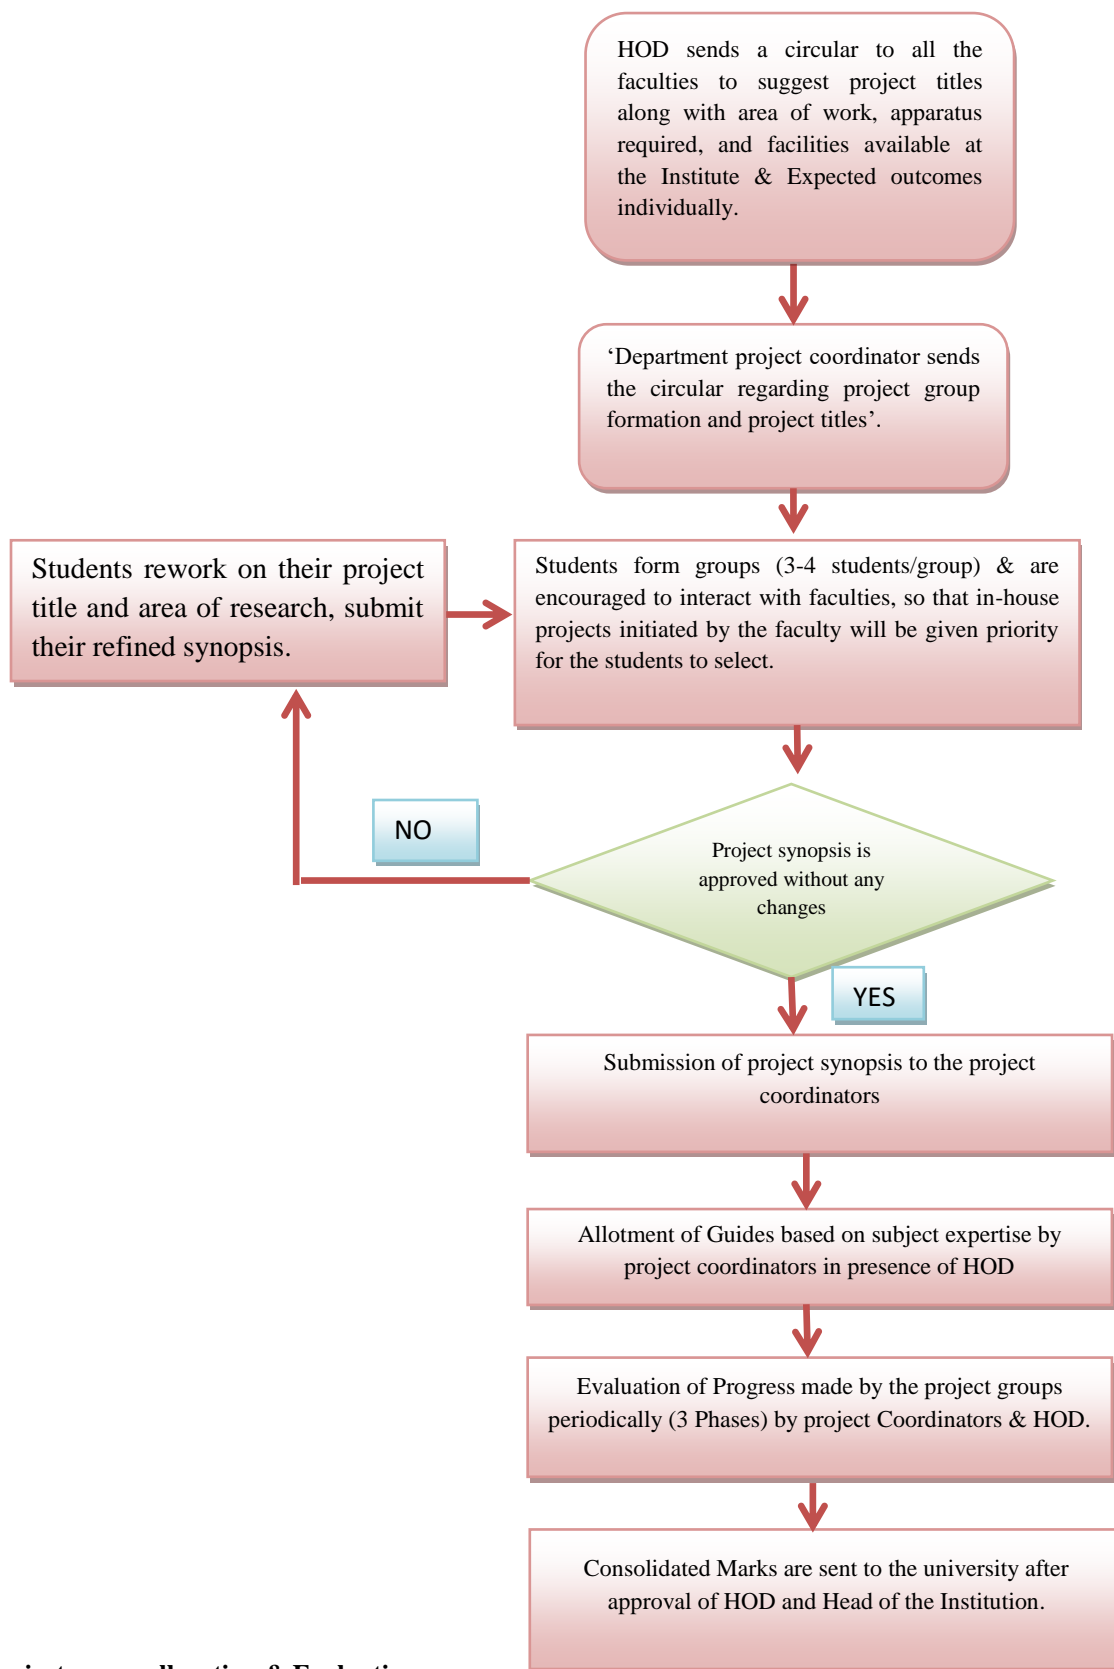 HOD sends a circular to all the
faculties to suggest project titles
along with area of work, apparatus
required, and facilities available at
the Institute & Expected outcomes
individually.
‘Department project coordinator sends
the circular regarding project group
formation and project titles’.
Students rework on their project
title and area of research, submit
their refined synopsis.
Students form groups (3-4 students/group) & are
encouraged to interact with faculties, so that in-house
projects initiated by the faculty will be given priority
for the students to select.
NO
Project synopsis is
approved without any
changes
YES
Submission of project synopsis to the project
coordinators
Allotment of Guides based on subject expertise by
project coordinators in presence of HOD
Evaluation of Progress made by the project groups
periodically (3 Phases) by project Coordinators & HOD.
Consolidated Marks are sent to the university after
approval of HOD and Head of the Institution.